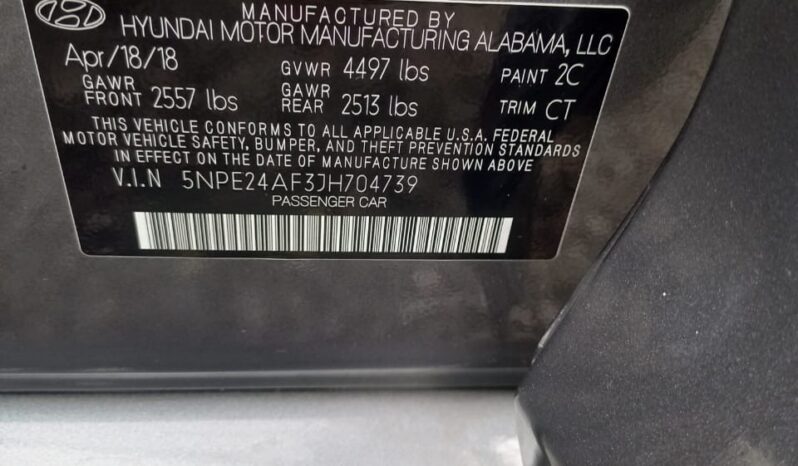 MANUFACTURED BY
HYUNDAI MOTOR MANUFACTURING ALABAMA, LLC
Apr/18/18 GVWR 4497 lbs PAINT 2C
GAWR FRONT 2557 lbs GAWR REAR 2513 lbs TRIM CT
THIS VEHICLE CONFORMS TO ALL APPLICABLE U.S.A. FEDERAL
MOTOR VEHICLE SAFETY, BUMPER, AND THEFT PREVENTION STANDARDS
IN EFFECT ON THE DATE OF MANUFACTURE SHOWN ABOVE
V.I.N 5NPE24AF3JH704739
PASSENGER CAR